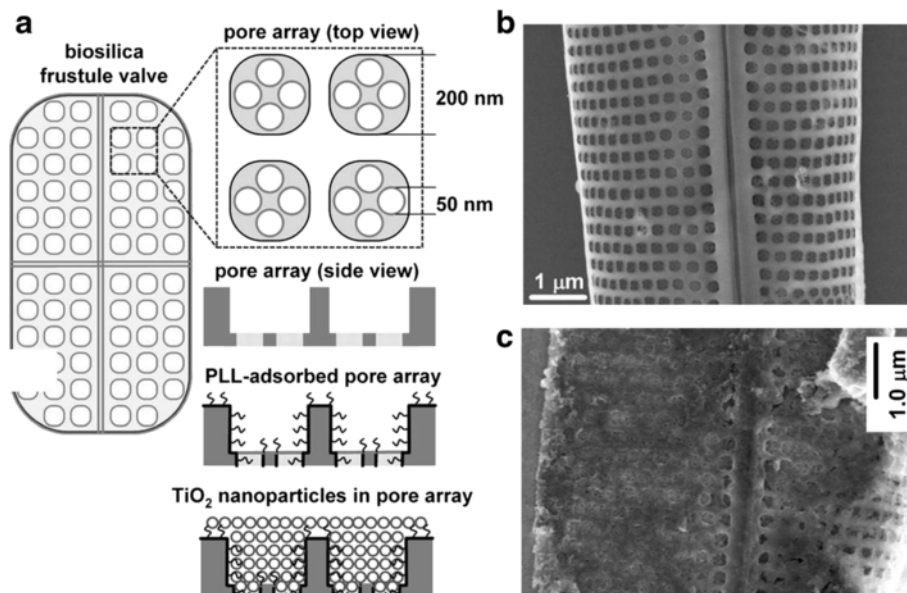 a
biosilica
frustule valve
pore array (top view)
200 nm
50 nm
pore array (side view)
PLL-adsorbed pore array
TiO₂ nanoparticles in pore array
b
1 μm
c
1.0 μm